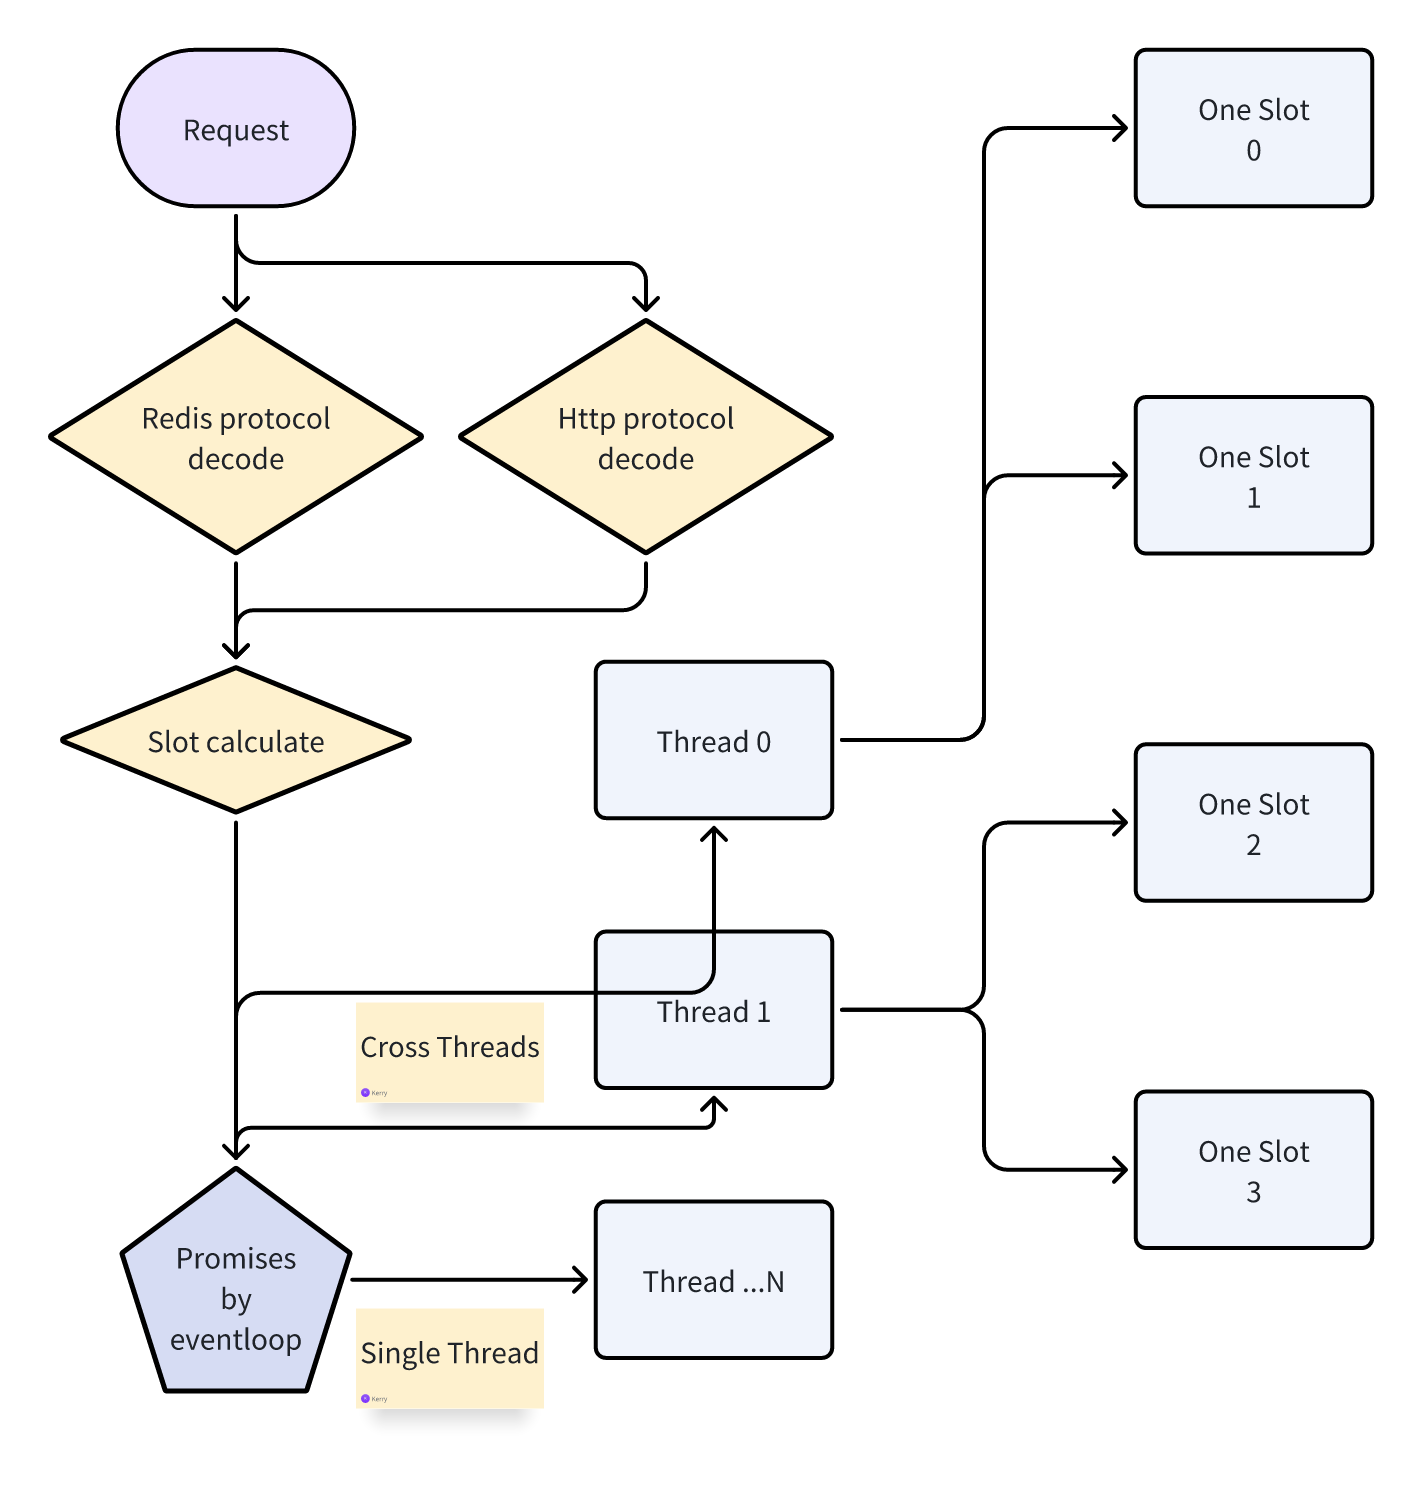 Request
One Slot
0
Redis protocol
decode
Http protocol
decode
One Slot
1
Slot calculate
Thread 0
One Slot
2
Thread 1
Cross Threads
Kerry
One Slot
3
Promises
by
eventloop
Thread ...N
Single Thread
Kerry